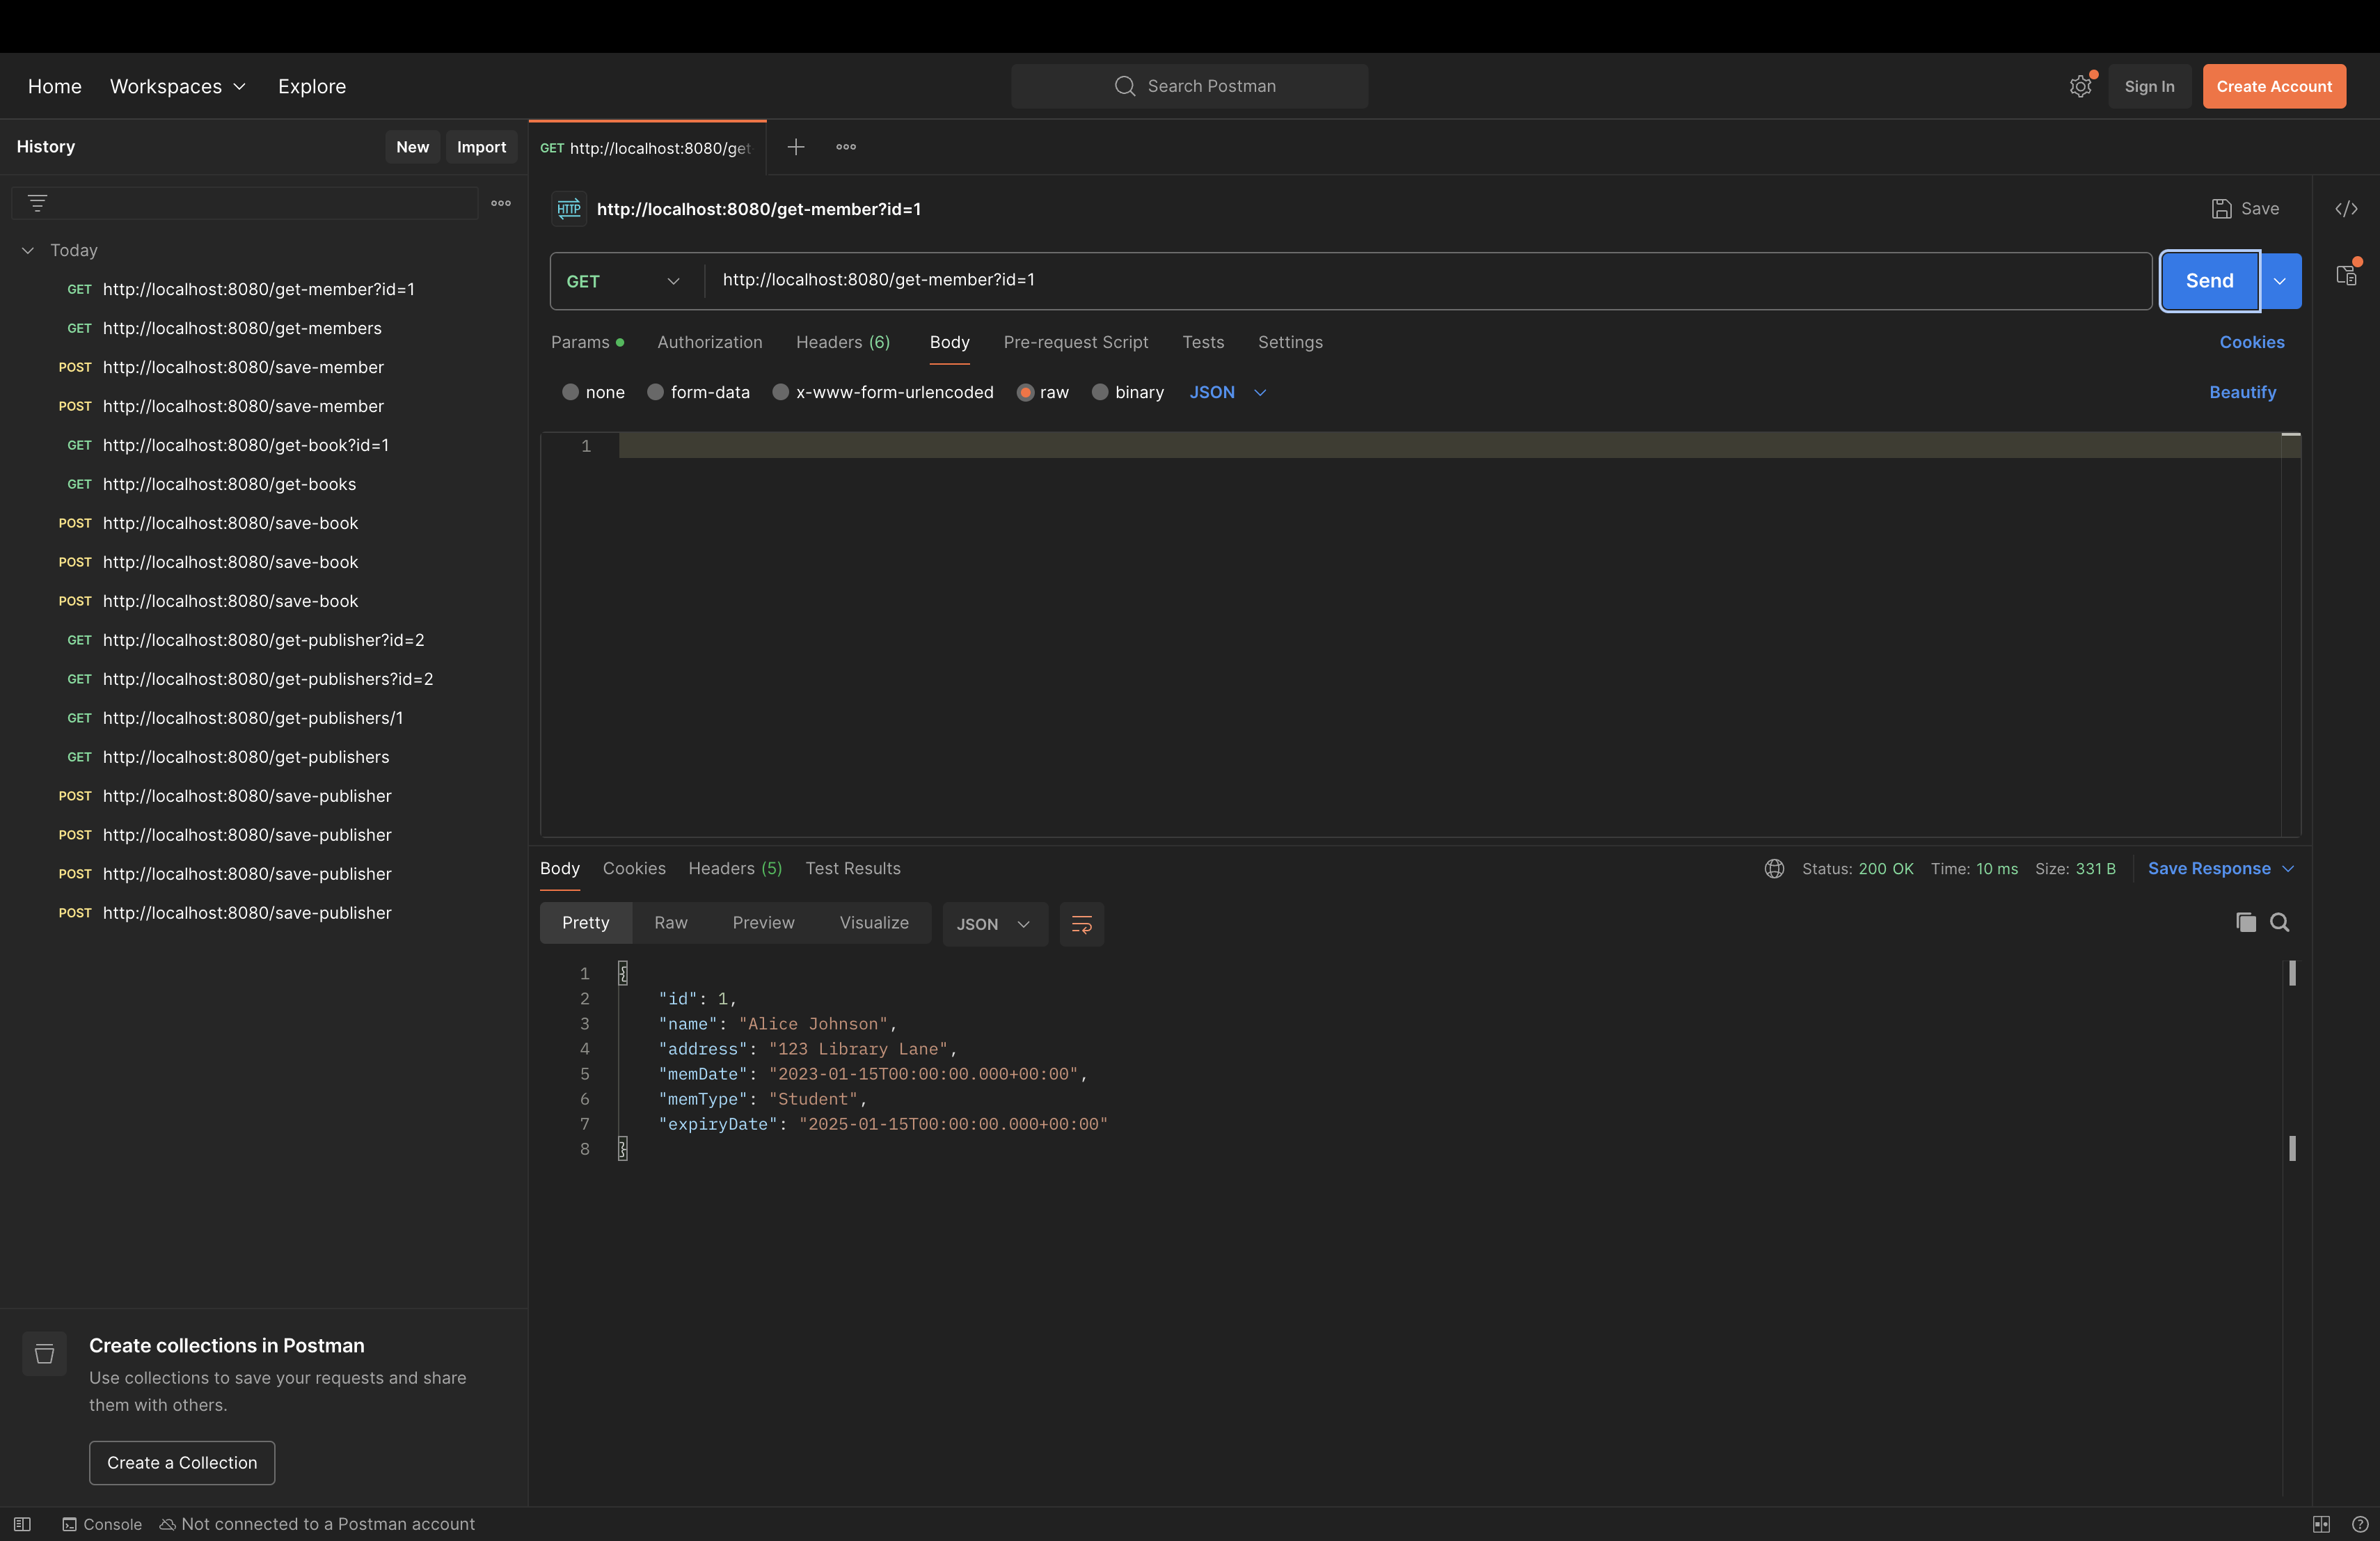 Home Workspaces Explore Search Postman Sign In Create Account
History New Import
Today
GET http://localhost:8080/get-member?id=1
GET http://localhost:8080/get-members
POST http://localhost:8080/save-member
POST http://localhost:8080/save-member
GET http://localhost:8080/get-book?id=1
GET http://localhost:8080/get-books
POST http://localhost:8080/save-book
POST http://localhost:8080/save-book
POST http://localhost:8080/save-book
GET http://localhost:8080/get-publisher?id=2
GET http://localhost:8080/get-publishers?id=2
GET http://localhost:8080/get-publishers/1
GET http://localhost:8080/get-publishers
POST http://localhost:8080/save-publisher
POST http://localhost:8080/save-publisher
POST http://localhost:8080/save-publisher
POST http://localhost:8080/save-publisher
Create collections in Postman
Use collections to save your requests and share
them with others.
Create a Collection
GET http://localhost:8080/get
HTTP http://localhost:8080/get-member?id=1 Save
GET http://localhost:8080/get-member?id=1 Send
Params Authorization Headers (6) Body Pre-request Script Tests Settings Cookies
none form-data x-www-form-urlencoded raw binary JSON Beautify
1
Body Cookies Headers (5) Test Results Status: 200 OK Time: 10 ms Size: 331 B Save Response
Pretty Raw Preview Visualize JSON
1 {
2 "id": 1,
3 "name": "Alice Johnson",
4 "address": "123 Library Lane",
5 "memDate": "2023-01-15T00:00:00.000+00:00",
6 "memType": "Student",
7 "expiryDate": "2025-01-15T00:00:00.000+00:00"
8 }
Console Not connected to a Postman account